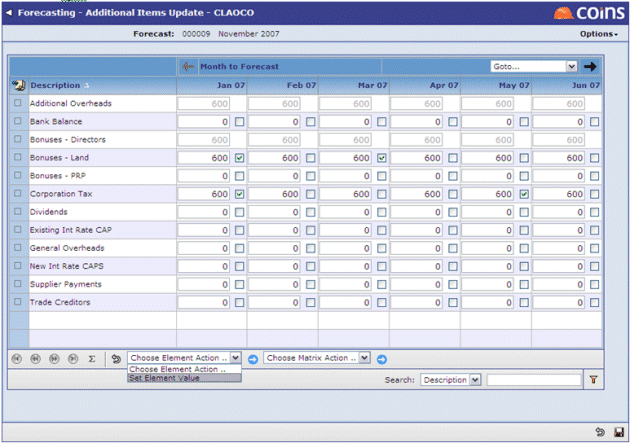 Forecasting - Additional Items Update - CLAOCO
COINS
Forecast: 000009 November 2007
Options
Month to Forecast
Goto...
Description Jan 07 Feb 07 Mar 07 Apr 07 May 07 Jun 07
Additional Overheads 600 600 600 600 600 600
Bank Balance 0 0 0 0 0 0
Bonuses - Directors 600 600 600 600 600 600
Bonuses - Land 600 600 600 600 600 600
Bonuses - PRP 0 0 0 0 0 0
Corporation Tax 600 600 600 600 600 600
Dividends 0 0 0 0 0 0
Existing Int Rate CAP 0 0 0 0 0 0
General Overheads 0 0 0 0 0 0
New Int Rate CAPS 0 0 0 0 0 0
Supplier Payments 0 0 0 0 0 0
Trade Creditors 0 0 0 0 0 0
Σ Choose Element Action .. Choose Matrix Action ..
Choose Element Action ..
Set Element Value
Search: Description